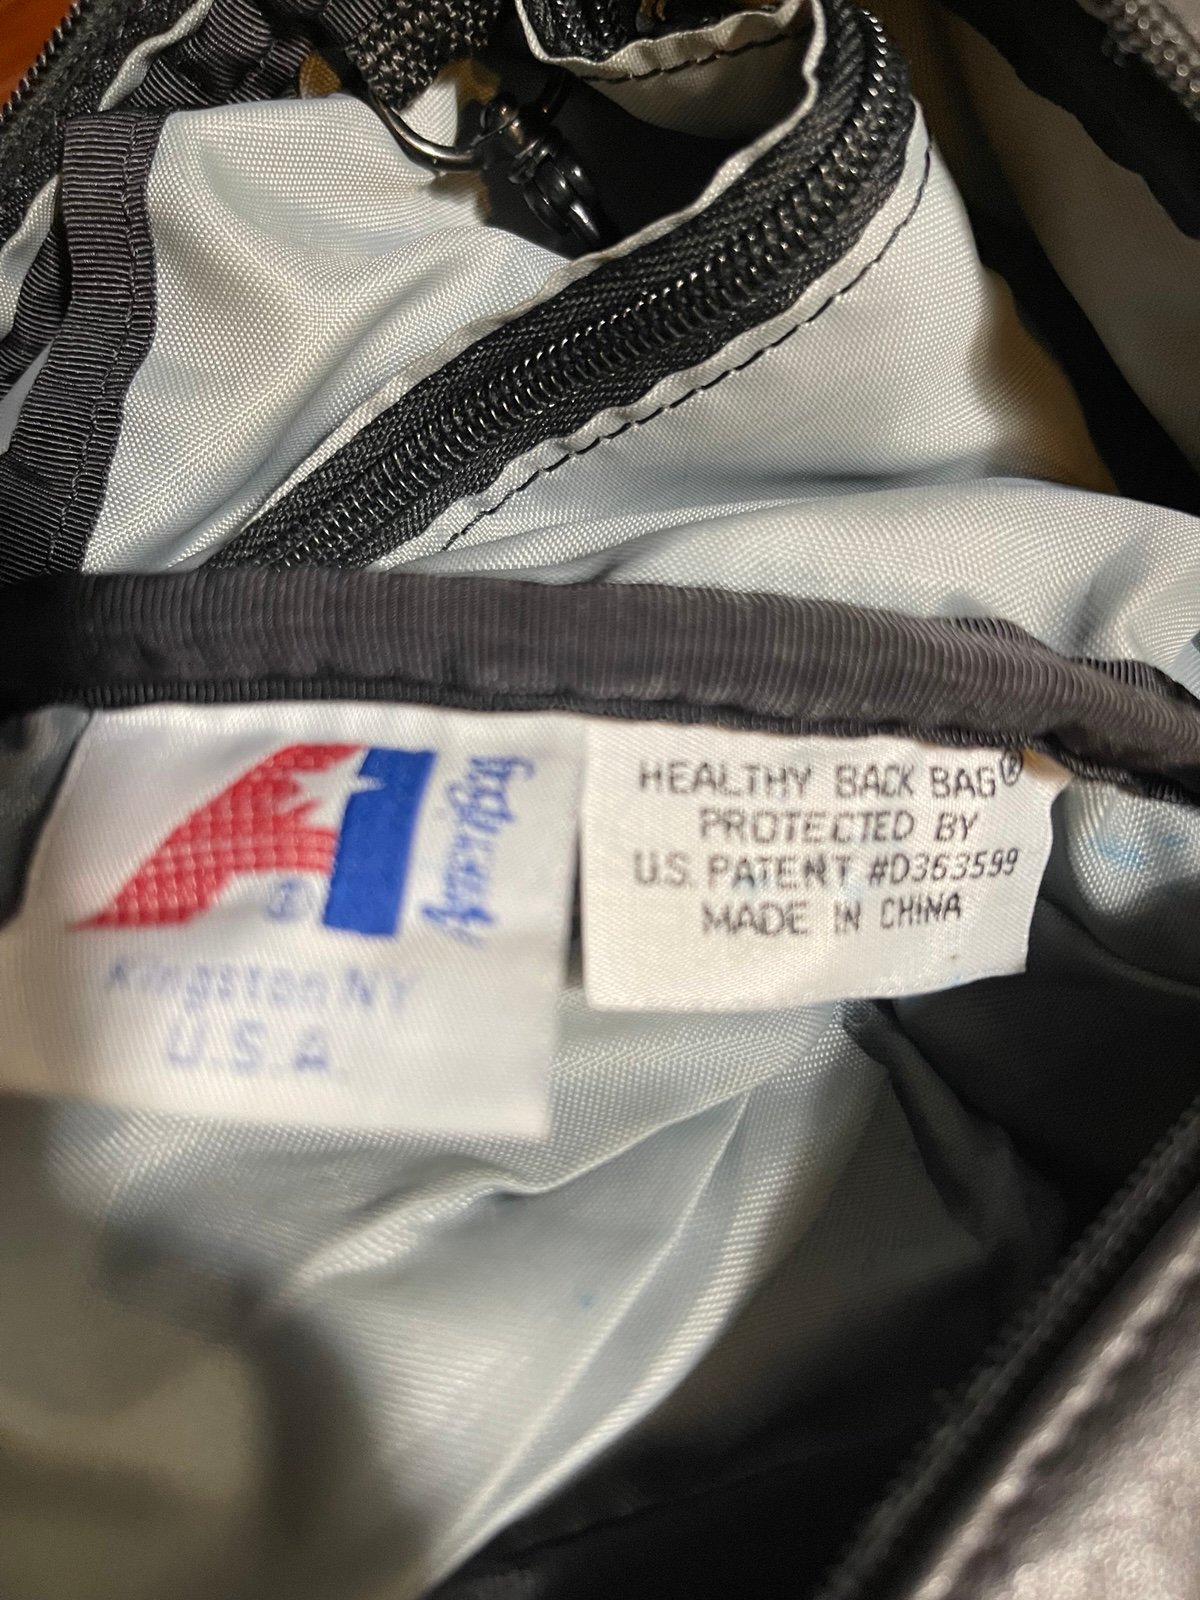 AmeriBag
®
Kingston NY
U.S.A.
HEALTHY BACK BAG®
PROTECTED BY
U.S. PATENT #D363599
MADE IN CHINA